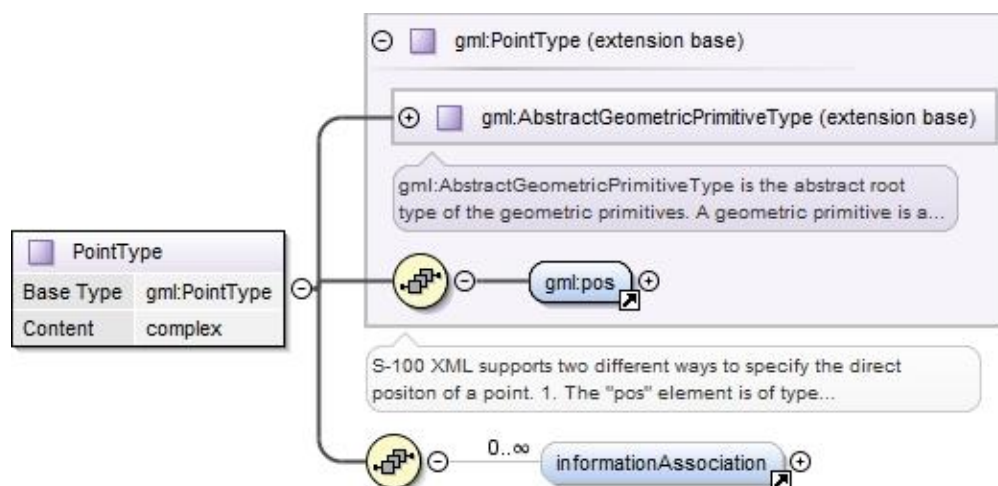 gml:PointType (extension base)
gml:AbstractGeometricPrimitiveType (extension base)
gml:AbstractGeometricPrimitiveType is the abstract root
type of the geometric primitives. A geometric primitive is a...
PointType
Base Type gml:PointType
Content complex
gml:pos
S-100 XML supports two different ways to specify the direct
positon of a point. 1. The "pos" element is of type...
0..∞
informationAssociation